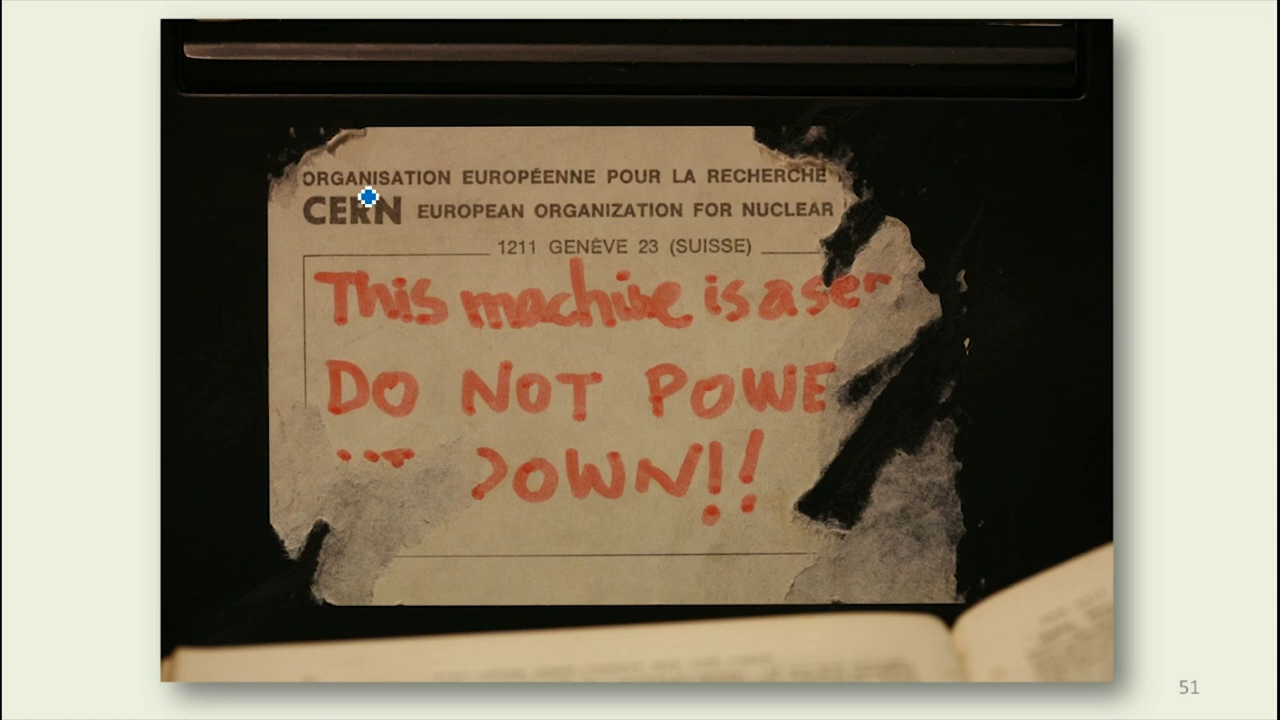 ORGANISATION EUROPÉENNE POUR LA RECHERCHE
CERN EUROPEAN ORGANIZATION FOR NUCLEAR
1211 GENÈVE 23 (SUISSE)
This machine is a ser
DO NOT POWE
DOWN!!
51